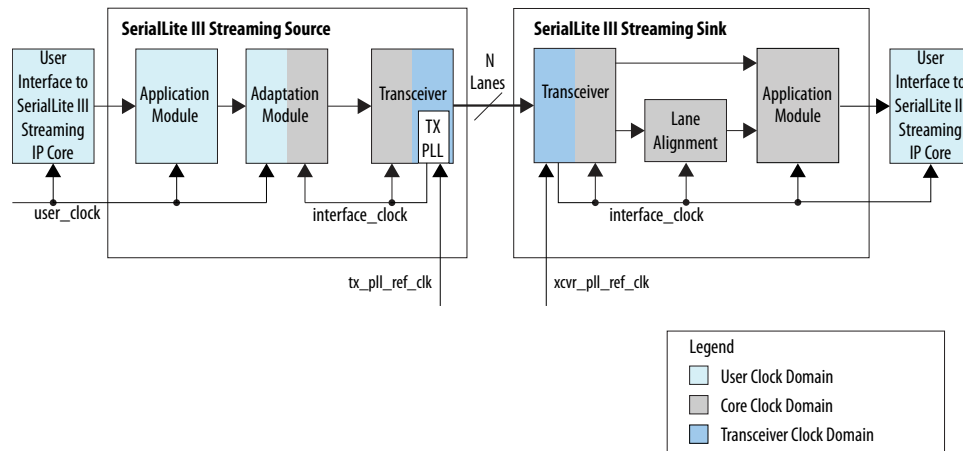 SerialLite III Streaming Source
SerialLite III Streaming Sink
User
Interface to
SerialLite III
Streaming
IP Core
Application
Module
Adaptation
Module
Transceiver
TX
PLL
N
Lanes
Transceiver
Lane
Alignment
Application
Module
User
Interface to
SerialLite II
Streaming
IP Core
user_clock
interface_clock
interface_clock
tx_pll_ref_clk
xcvr_pll_ref_clk
Legend
User Clock Domain
Core Clock Domain
Transceiver Clock Domain